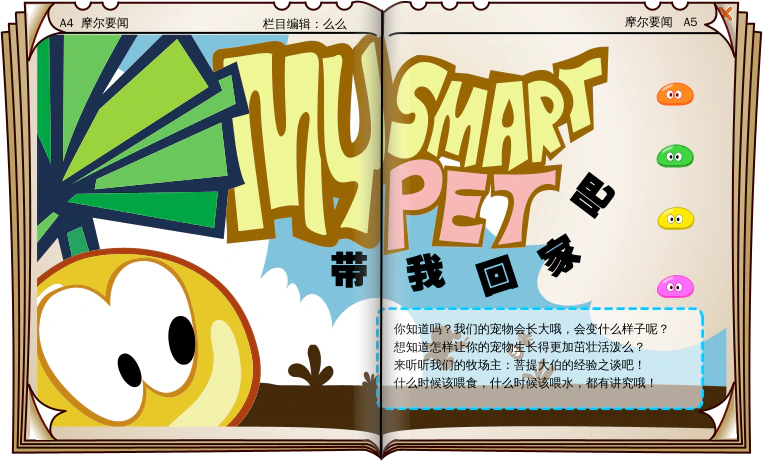 A4 摩尔要闻
栏目编辑：么么
摩尔要闻 A5
MY SMART
PET
带我回家吧
你知道吗？我们的宠物会长大哦，会变什么样子呢？
想知道怎样让你的宠物生长得更加茁壮活泼么？
来听听我们的牧场主：菩提大伯的经验之谈吧！
什么时候该喂食，什么时候该喂水，都有讲究哦！